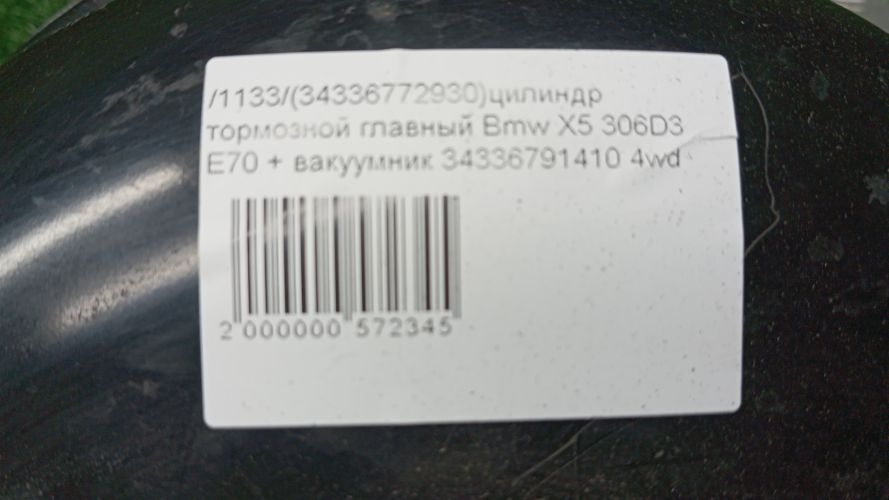 /1133/(34336772930)цилиндр
тормозной главный Bmw X5 306D3
E70 + вакуумник 34336791410 4wd
2 000000 572345